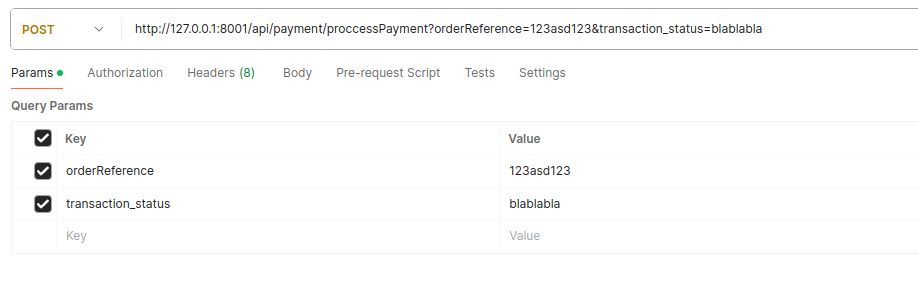 POST http://127.0.0.1:8001/api/payment/proccessPayment?orderReference=123asd123&transaction_status=blablabla
Params Authorization Headers (8) Body Pre-request Script Tests Settings
Query Params
Key Value
orderReference 123asd123
transaction_status blablabla
Key Value